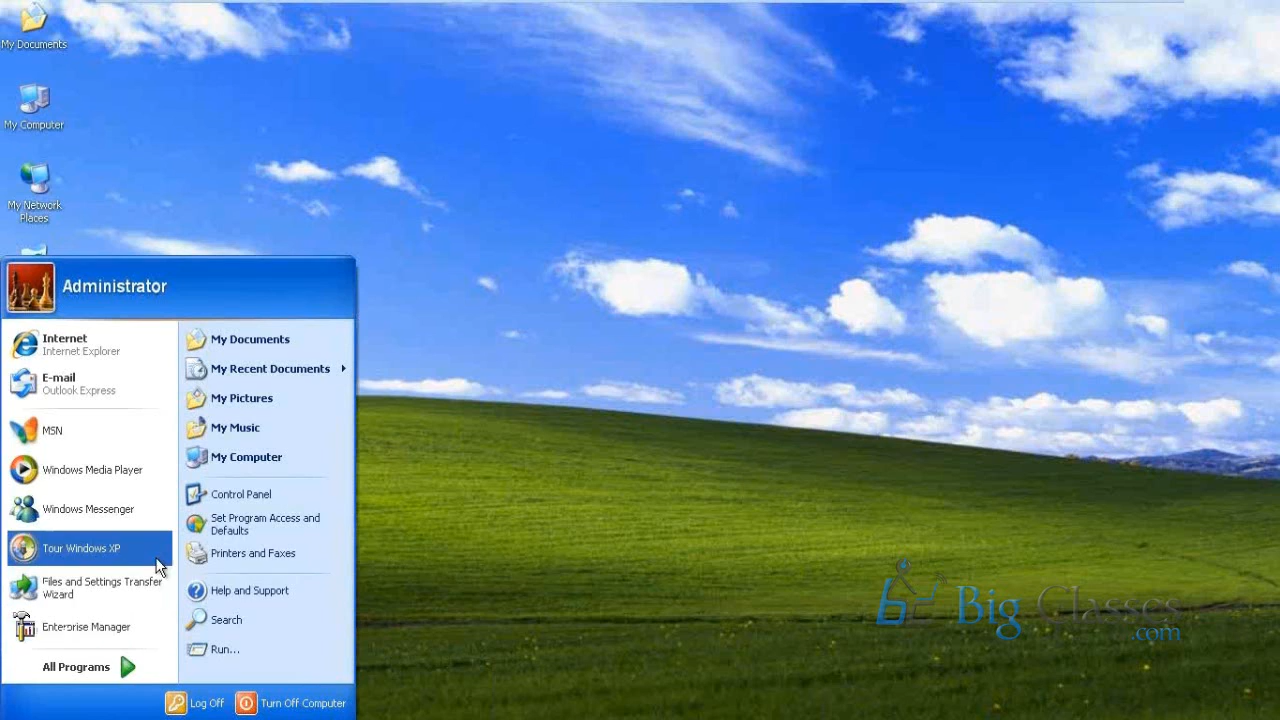 My Documents
My Computer
My Network
Places
Administrator
Internet
Internet Explorer
E-mail
Outlook Express
MSN
Windows Media Player
Windows Messenger
Tour Windows XP
Files and Settings Transfer
Wizard
Enterprise Manager
All Programs
My Documents
My Recent Documents
My Pictures
My Music
My Computer
Control Panel
Set Program Access and
Defaults
Printers and Faxes
Help and Support
Search
Run...
Log Off
Turn Off Computer
Big Classes
.com